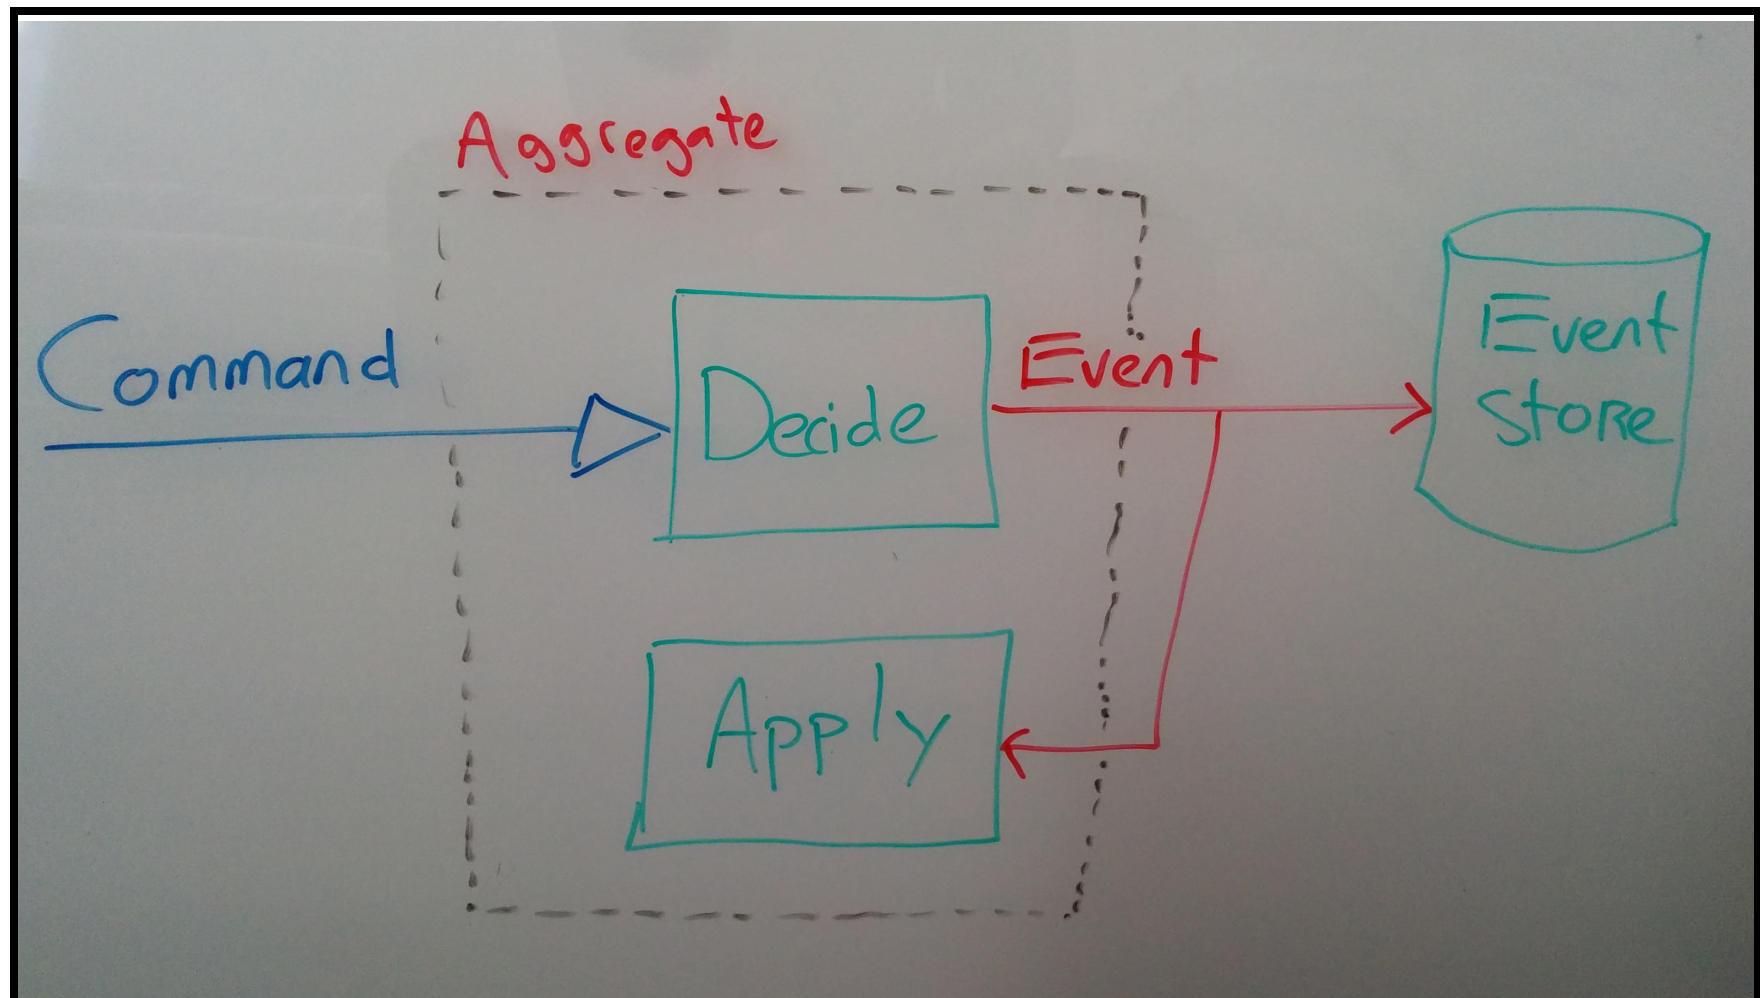 Aggregate
Command
Decide
Event
Event
Store
Apply